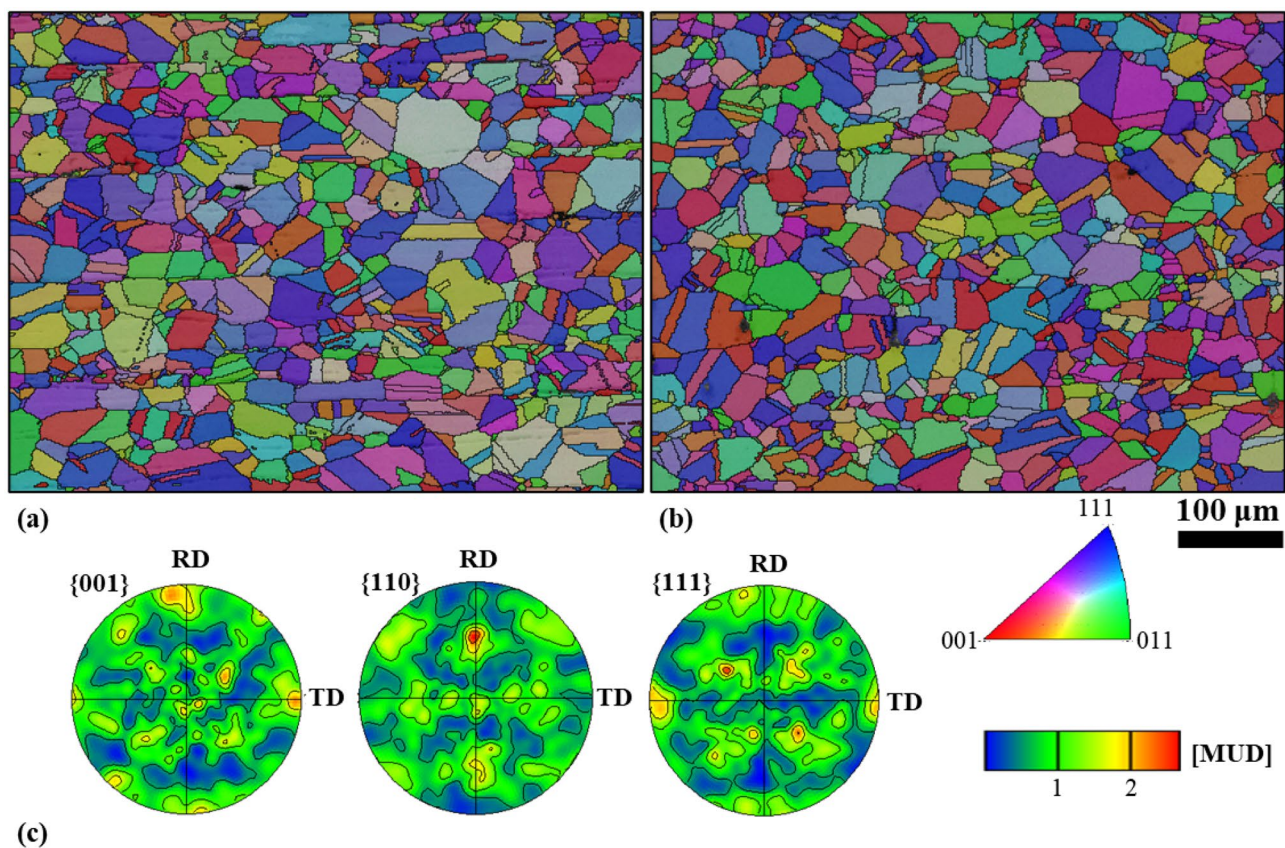 (a)
(b)
111
100 μm
001
011
RD
{001}
TD
RD
{110}
TD
RD
{111}
TD
[MUD]
1
2
(c)